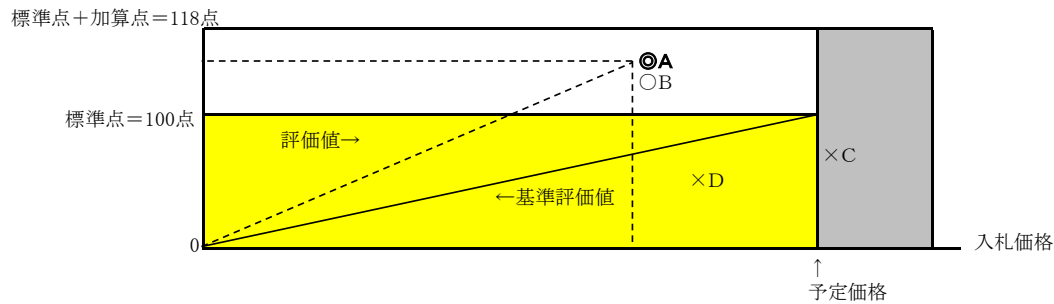 標準点＋加算点＝118点
◎A
○B
標準点＝100点
評価値→
×C
×D
←基準評価値
0
入札価格
↑
予定価格